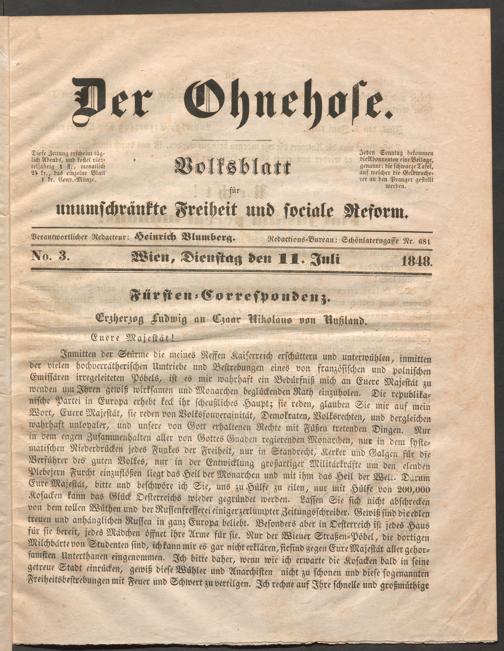 Der Ohnehose.
Diese Zeitung erscheint täg-
lich Abends, und kostet vier-
teljährig 1 fl., monatlich
24 kr., das einzelne Blatt
1 kr. Conv.-Münze.
Volksblatt
für
unumschränkte Freiheit und sociale Reform.
Jeden Sonntag bekommen
die Abonnenten eine Beilage,
genannt: die schwarze Tafel,
auf welcher die Geldwuche-
rer an den Pranger gestellt
werden.
Verantwortlicher Redacteur: Heinrich Blumberg.
Redactions-Bureau: Schönlaterngasse Nr. 681
No. 3.
Wien, Dienstag den 11. Juli
1848.
Fürsten-Correspondenz.
Erzherzog Ludwig an Czaar Nikolaus von Rußland.
Euere Majestät!
Inmitten der Stürme die meines Neffen Kaiserreich erschüttern und unterwühlen, inmitten
der vielen hochverrätherischen Umtriebe und Bestrebungen eines von französischen und polnischen
Emissären irregeleiteten Pöbels, ist es mir wahrhaft ein Bedürfniß mich an Euere Majestät zu
wenden um Ihren gewiß wirksamen und Monarchen beglückenden Rath einzuholen. Die republika-
nische Partei in Europa erhebt keck ihr scheußliches Haupt; sie reden, glauben Sie mir auf mein
Wort, Euere Majestät, sie reden von Volkssouverainität, Demokraten, Volksrechten, und dergleichen
wahrhaft unloyaler, und unsere von Gott erhaltenen Rechte mit Füßen tretenden Dingen. Nur
in dem engen Zusammenhalten aller von Gottes Gnaden regierenden Monarchen, nur in dem syste-
matischen Niederdrücken jedes Funkes der Freiheit, nur in Standrecht, Kerker und Galgen für die
Verführer des guten Volkes, nur in der Entwicklung großartiger Militärkräfte um den elenden
Plebejern Furcht einzuflößen liegt das Heil der Monarchen und mit ihm das Heil der Welt. Darum
Eure Majestät, bitte und beschwöre ich Sie, uns zu Hülfe zu eilen, nur mit Hülfe von 200,000
Kosaken kann das Glück Oesterreichs wieder gegründet werden. Lassen Sie sich nicht abschrecken
von dem tollen Wüthen und der Russenfresserei einiger zerlumpter Zeitungsschreiber. Gewiß sind die edlen
treuen und anhänglichen Russen in ganz Europa beliebt. Besonders aber in Oesterreich ist jedes Haus
für sie bereit, jedes Mädchen öffnet ihre Arme für sie. Nur der Wiener Straßen-Pöbel, die dortigen
Milchbärte von Studenten sind, ich kann mir es gar nicht erklären, sie sind gegen Eure Majestät aller gehor-
samsten Unterthanen eingenommen. Ich bitte daher, wenn wie ich erwarte die Kosaken bald in seine
getreue Stadt einrücken, gewiß diese Wühler und Anarchisten nicht zu schonen und diese sogenannten
Freiheitsbestrebungen mit Feuer und Schwert zu vertilgen. Ich rechne auf Ihre schnelle und großmüthige